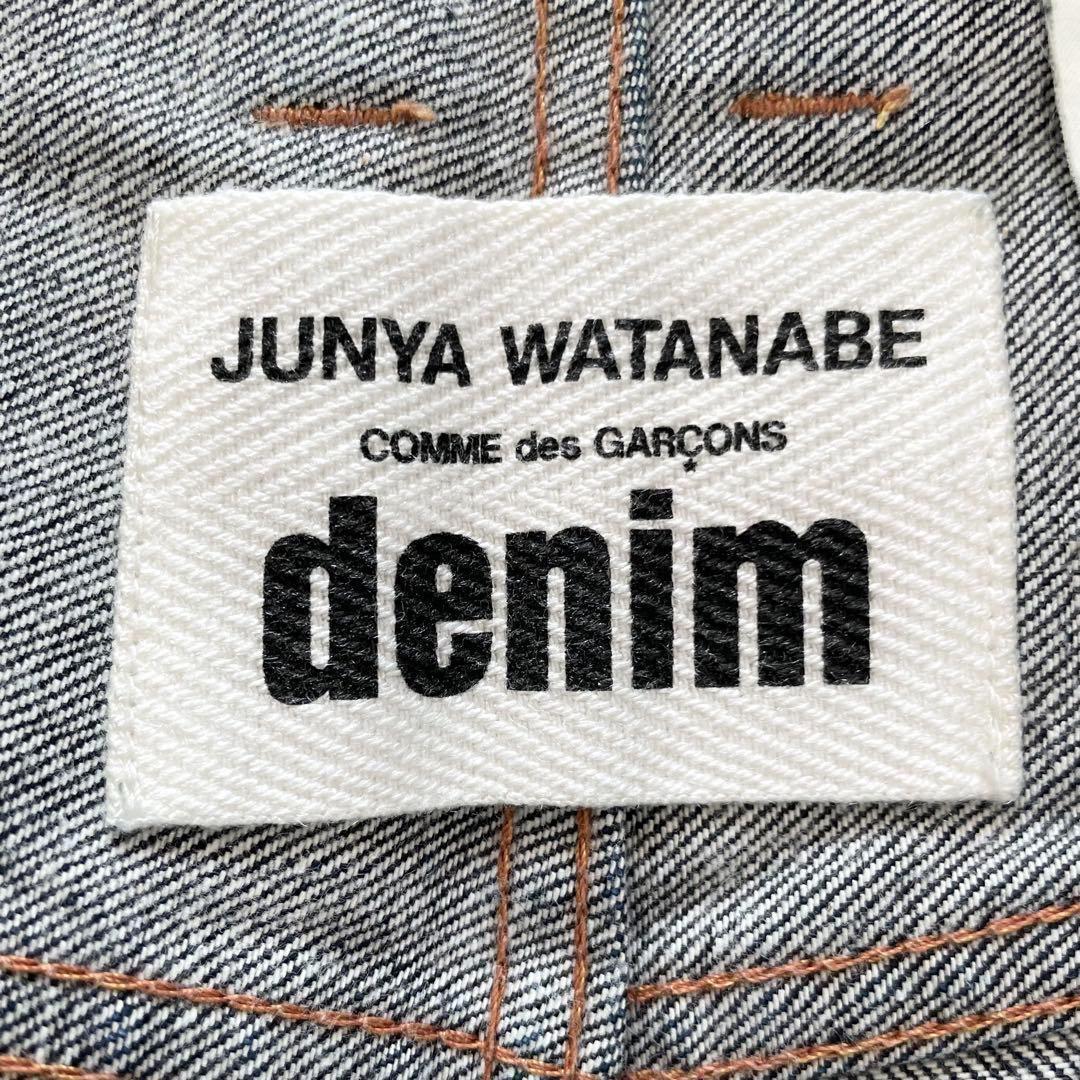 JUNYA WATANABE
COMME des GARÇONS
denim